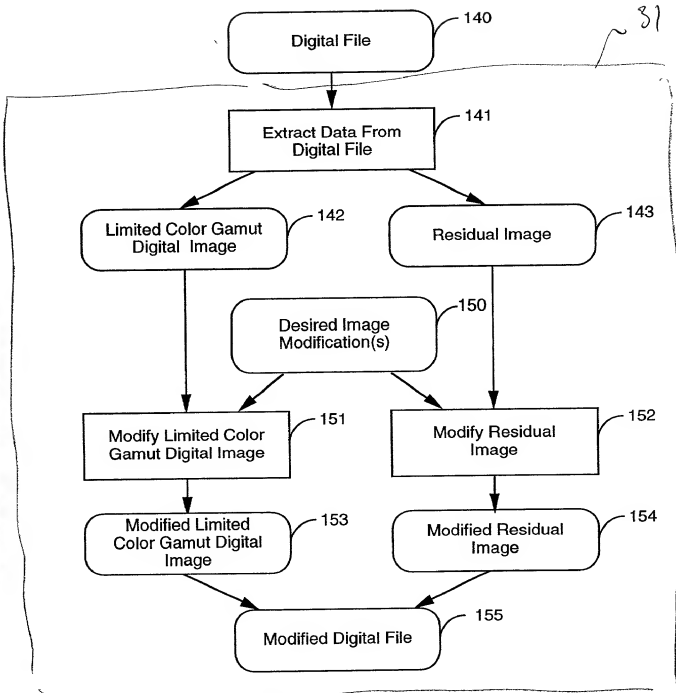 31
140
Digital File
141
Extract Data From
Digital File
142
Limited Color Gamut
Digital Image
143
Residual Image
150
Desired Image
Modification(s)
151
Modify Limited Color
Gamut Digital Image
152
Modify Residual
Image
153
Modified Limited
Color Gamut Digital
Image
154
Modified Residual
Image
155
Modified Digital File